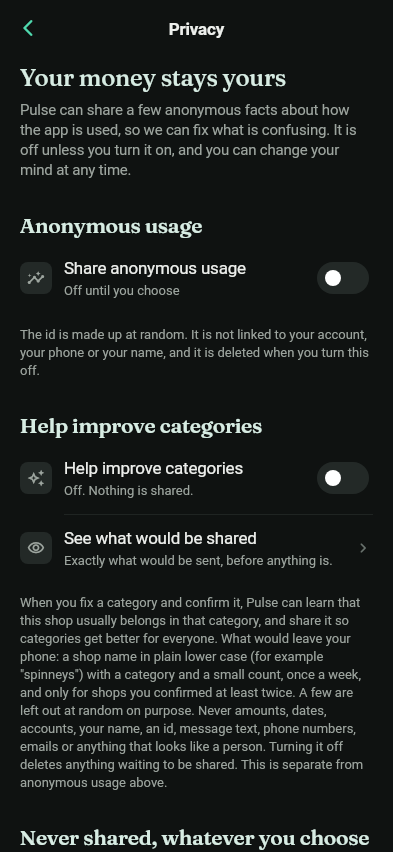 Privacy
Your money stays yours
Pulse can share a few anonymous facts about how
the app is used, so we can fix what is confusing. It is
off unless you turn it on, and you can change your
mind at any time.
Anonymous usage
Share anonymous usage
Off until you choose
The id is made up at random. It is not linked to your account,
your phone or your name, and it is deleted when you turn this
off.
Help improve categories
Help improve categories
Off. Nothing is shared.
See what would be shared
Exactly what would be sent, before anything is.
When you fix a category and confirm it, Pulse can learn that
this shop usually belongs in that category, and share it so
categories get better for everyone. What would leave your
phone: a shop name in plain lower case (for example
"spinneys") with a category and a small count, once a week,
and only for shops you confirmed at least twice. A few are
left out at random on purpose. Never amounts, dates,
accounts, your name, an id, message text, phone numbers,
emails or anything that looks like a person. Turning it off
deletes anything waiting to be shared. This is separate from
anonymous usage above.
Never shared, whatever you choose